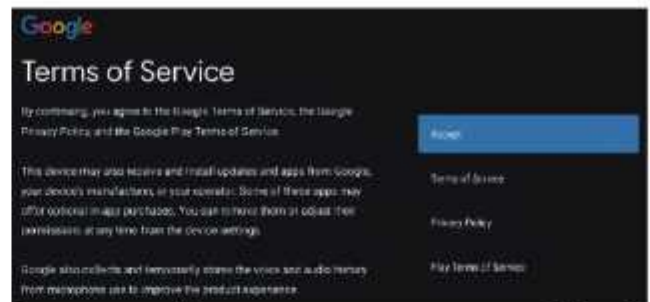 Google
Terms of Service
By continuing, you agree to the Google Terms of Service, the Google
Privacy Policy, and the Google Play Terms of Service.
Accept
This device may also receive and install updates and apps from Google,
your device's manufacturer, or your operator. Some of these apps may
offer optional in-app purchases. You can remove them or adjust their
permissions at any time from the device settings.
Terms of Service
Privacy Policy
Google also collects and temporarily stores the voice and audio history
from microphone use to improve the product experience.
Play Terms of Service